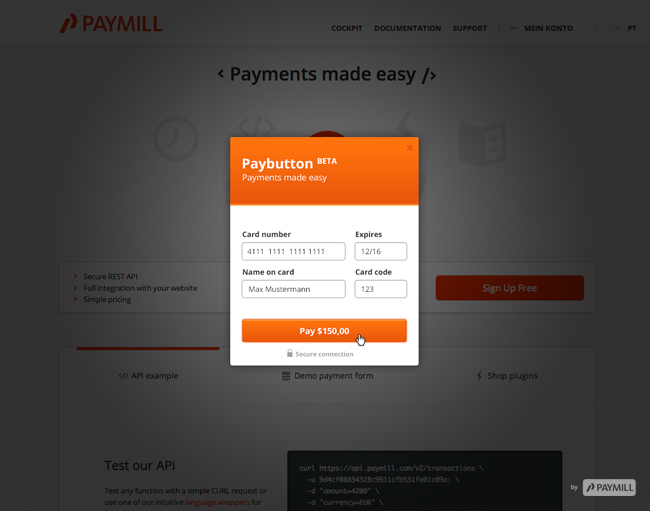 PAYMILL
COCKPIT DOCUMENTATION SUPPORT MEIN KONTO PT
< Payments made easy />
Paybutton BETA
Payments made easy
Card number Expires
4111 1111 1111 1111 12/16
Name on card Card code
Max Mustermann 123
Pay $150,00
Secure connection
Secure REST API
Full integration with your website
Simple pricing
Sign Up Free
</> API example Demo payment form Shop plugins
Test our API
Test any function with a simple CURL request or
use one of our intuitive language wrappers for
curl https://api.paymill.com/v2/transactions \
-u 9d4cf08854328c9911cfb531fe01c09a: \
-d "amount=4200" \
-d "currency=EUR" \
by PAYMILL